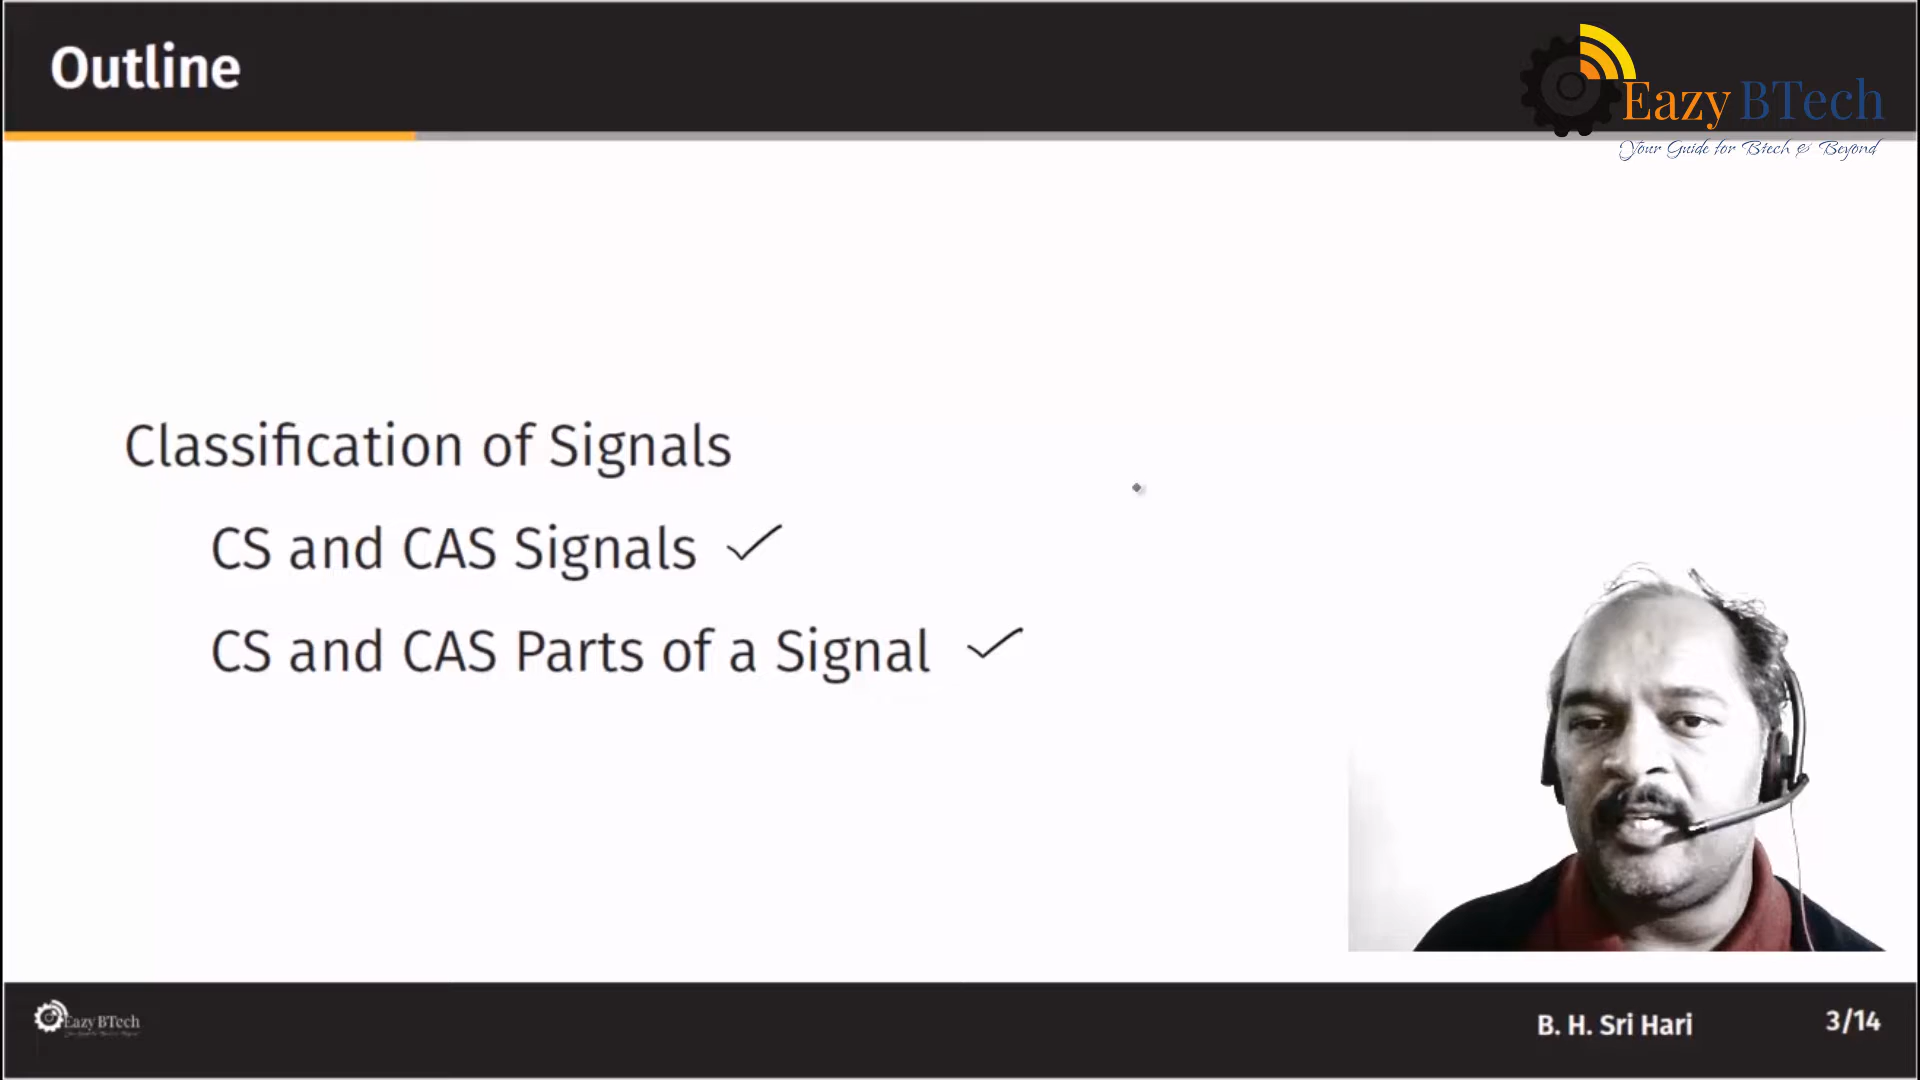 Outline
Eazy BTech
Your Guide for Btech & Beyond
Classification of Signals
CS and CAS Signals
CS and CAS Parts of a Signal
Eazy BTech
B. H. Sri Hari
3/14